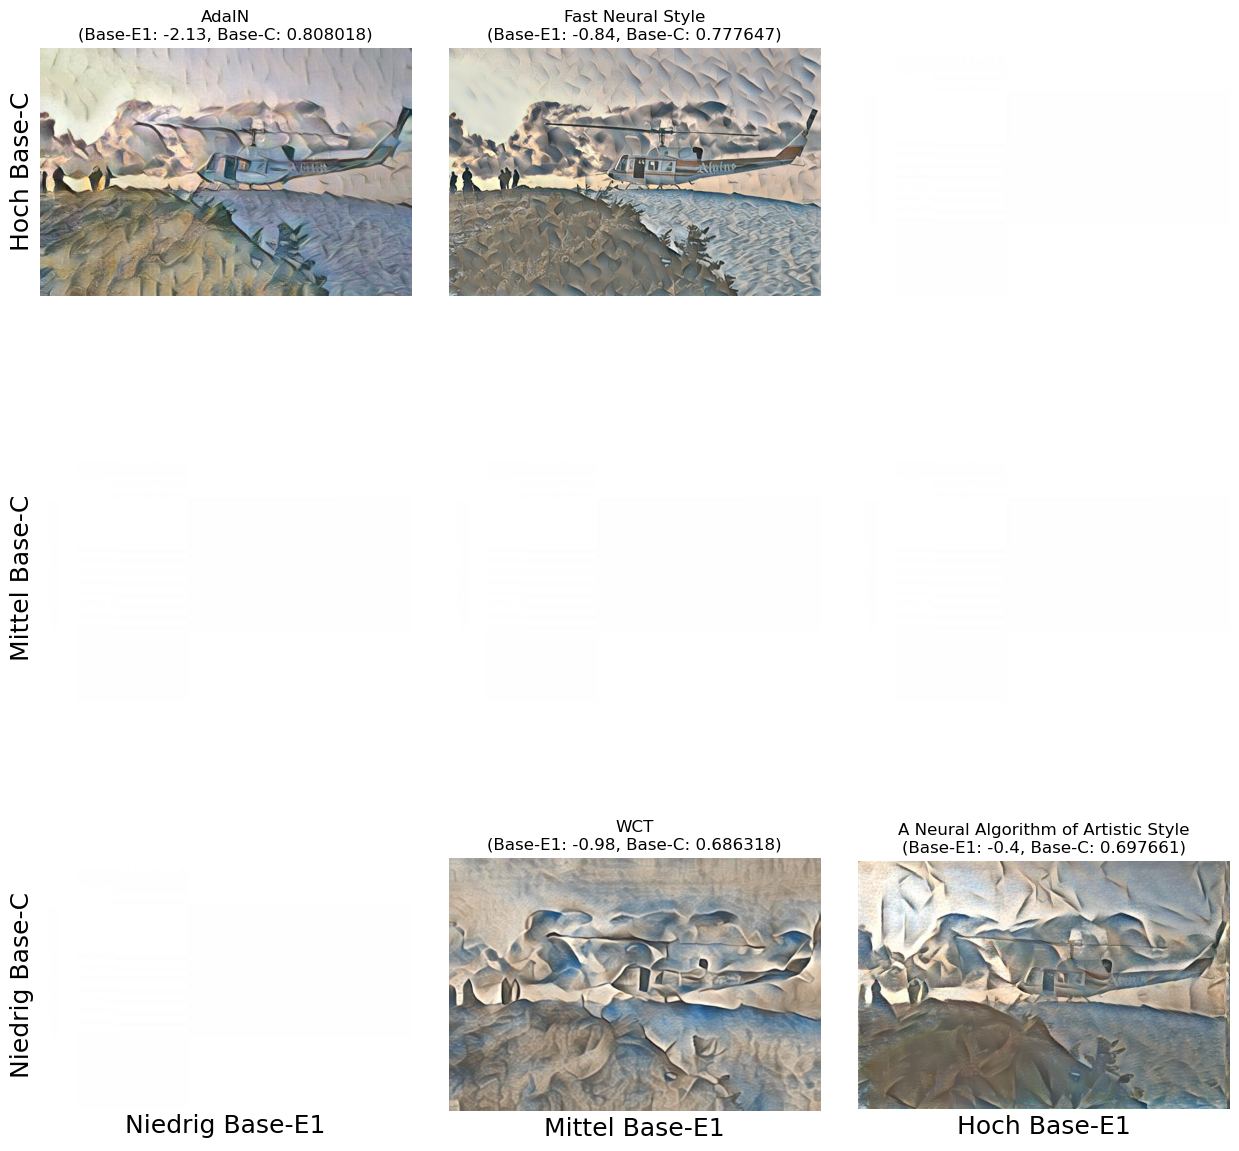 AdaIN
(Base-E1: -2.13, Base-C: 0.808018)
Fast Neural Style
(Base-E1: -0.84, Base-C: 0.777647)
Hoch Base-C
Alpine
Mittel Base-C
WCT
(Base-E1: -0.98, Base-C: 0.686318)
A Neural Algorithm of Artistic Style
(Base-E1: -0.4, Base-C: 0.697661)
Niedrig Base-C
Niedrig Base-E1
Mittel Base-E1
Hoch Base-E1